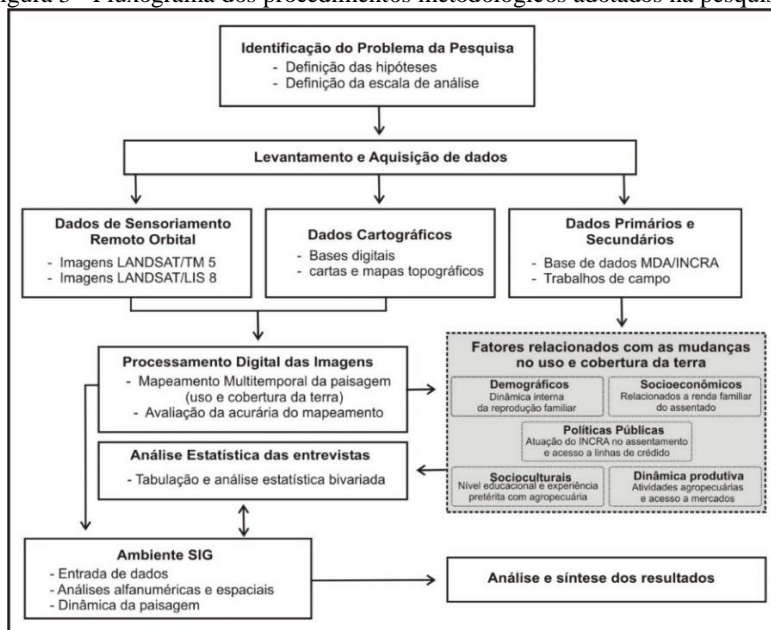 Figura 3 - Fluxograma dos procedimentos metodológicos adotados na pesquisa
Identificação do Problema da Pesquisa
- Definição das hipóteses
- Definição da escala de análise
Levantamento e Aquisição de dados
Dados de Sensoriamento
Remoto Orbital
- Imagens LANDSAT/TM 5
- Imagens LANDSAT/LIS 8
Dados Cartográficos
- Bases digitais
- cartas e mapas topográficos
Dados Primários e
Secundários
- Base de dados MDA/INCRA
- Trabalhos de campo
Processamento Digital das Imagens
- Mapeamento Multitemporal da paisagem
(uso e cobertura da terra)
- Avaliação da acurária do mapeamento
Fatores relacionados com as mudanças
no uso e cobertura da terra
Demográficos
Dinâmica interna
da reprodução familiar
Socioeconômicos
Relacionados a renda familiar
do assentado
Políticas Públicas
Atuação do INCRA no assentamento
e acesso a linhas de crédito
Socioculturais
Nível educacional e experiência
pretérita com agropecuária
Dinâmica produtiva
Atividades agropecuárias
e acesso a mercados
Análise Estatística das entrevistas
- Tabulação e análise estatística bivariada
Ambiente SIG
- Entrada de dados
- Análises alfanuméricas e espaciais
- Dinâmica da paisagem
Análise e síntese dos resultados